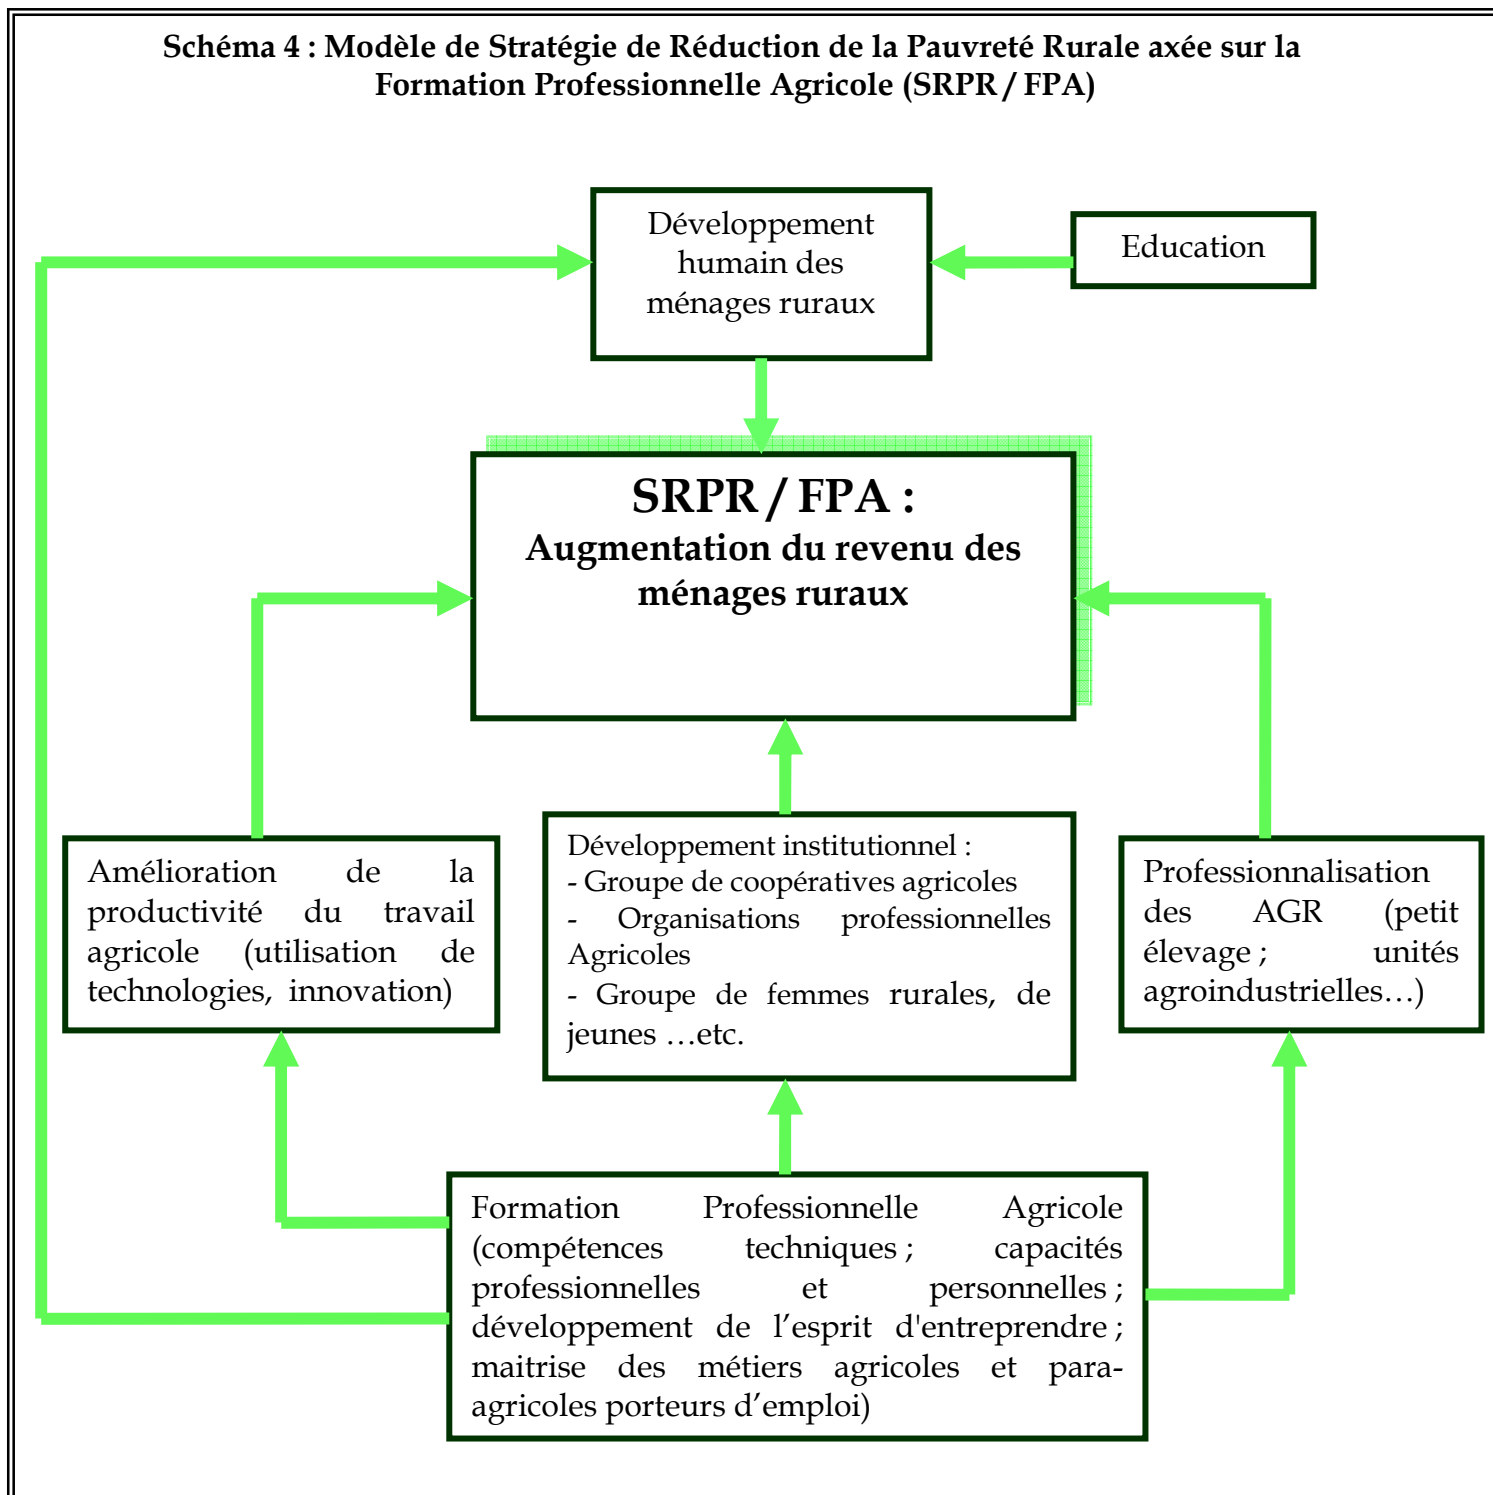 Schéma 4 : Modèle de Stratégie de Réduction de la Pauvreté Rurale axée sur la
Formation Professionnelle Agricole (SRPR / FPA)
Développement
humain des
ménages ruraux
Education
SRPR / FPA :
Augmentation du revenu des
ménages ruraux
Amélioration de la
productivité du travail
agricole (utilisation de
technologies, innovation)
Développement institutionnel :
- Groupe de coopératives agricoles
- Organisations professionnelles
Agricoles
- Groupe de femmes rurales, de
jeunes …etc.
Professionnalisation
des AGR (petit
élevage ; unités
agroindustrielles…)
Formation Professionnelle Agricole
(compétences techniques ; capacités
professionnelles et personnelles ;
développement de l’esprit d'entreprendre ;
maitrise des métiers agricoles et para-
agricoles porteurs d’emploi)